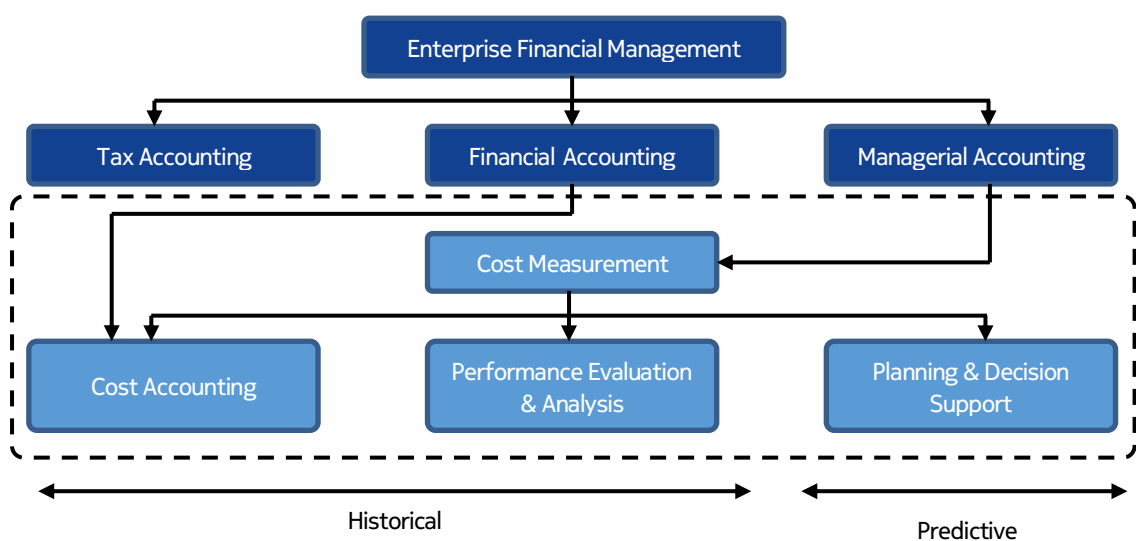 Enterprise Financial Management
Tax Accounting
Financial Accounting
Managerial Accounting
Cost Measurement
Cost Accounting
Performance Evaluation
& Analysis
Planning & Decision
Support
Historical
Predictive